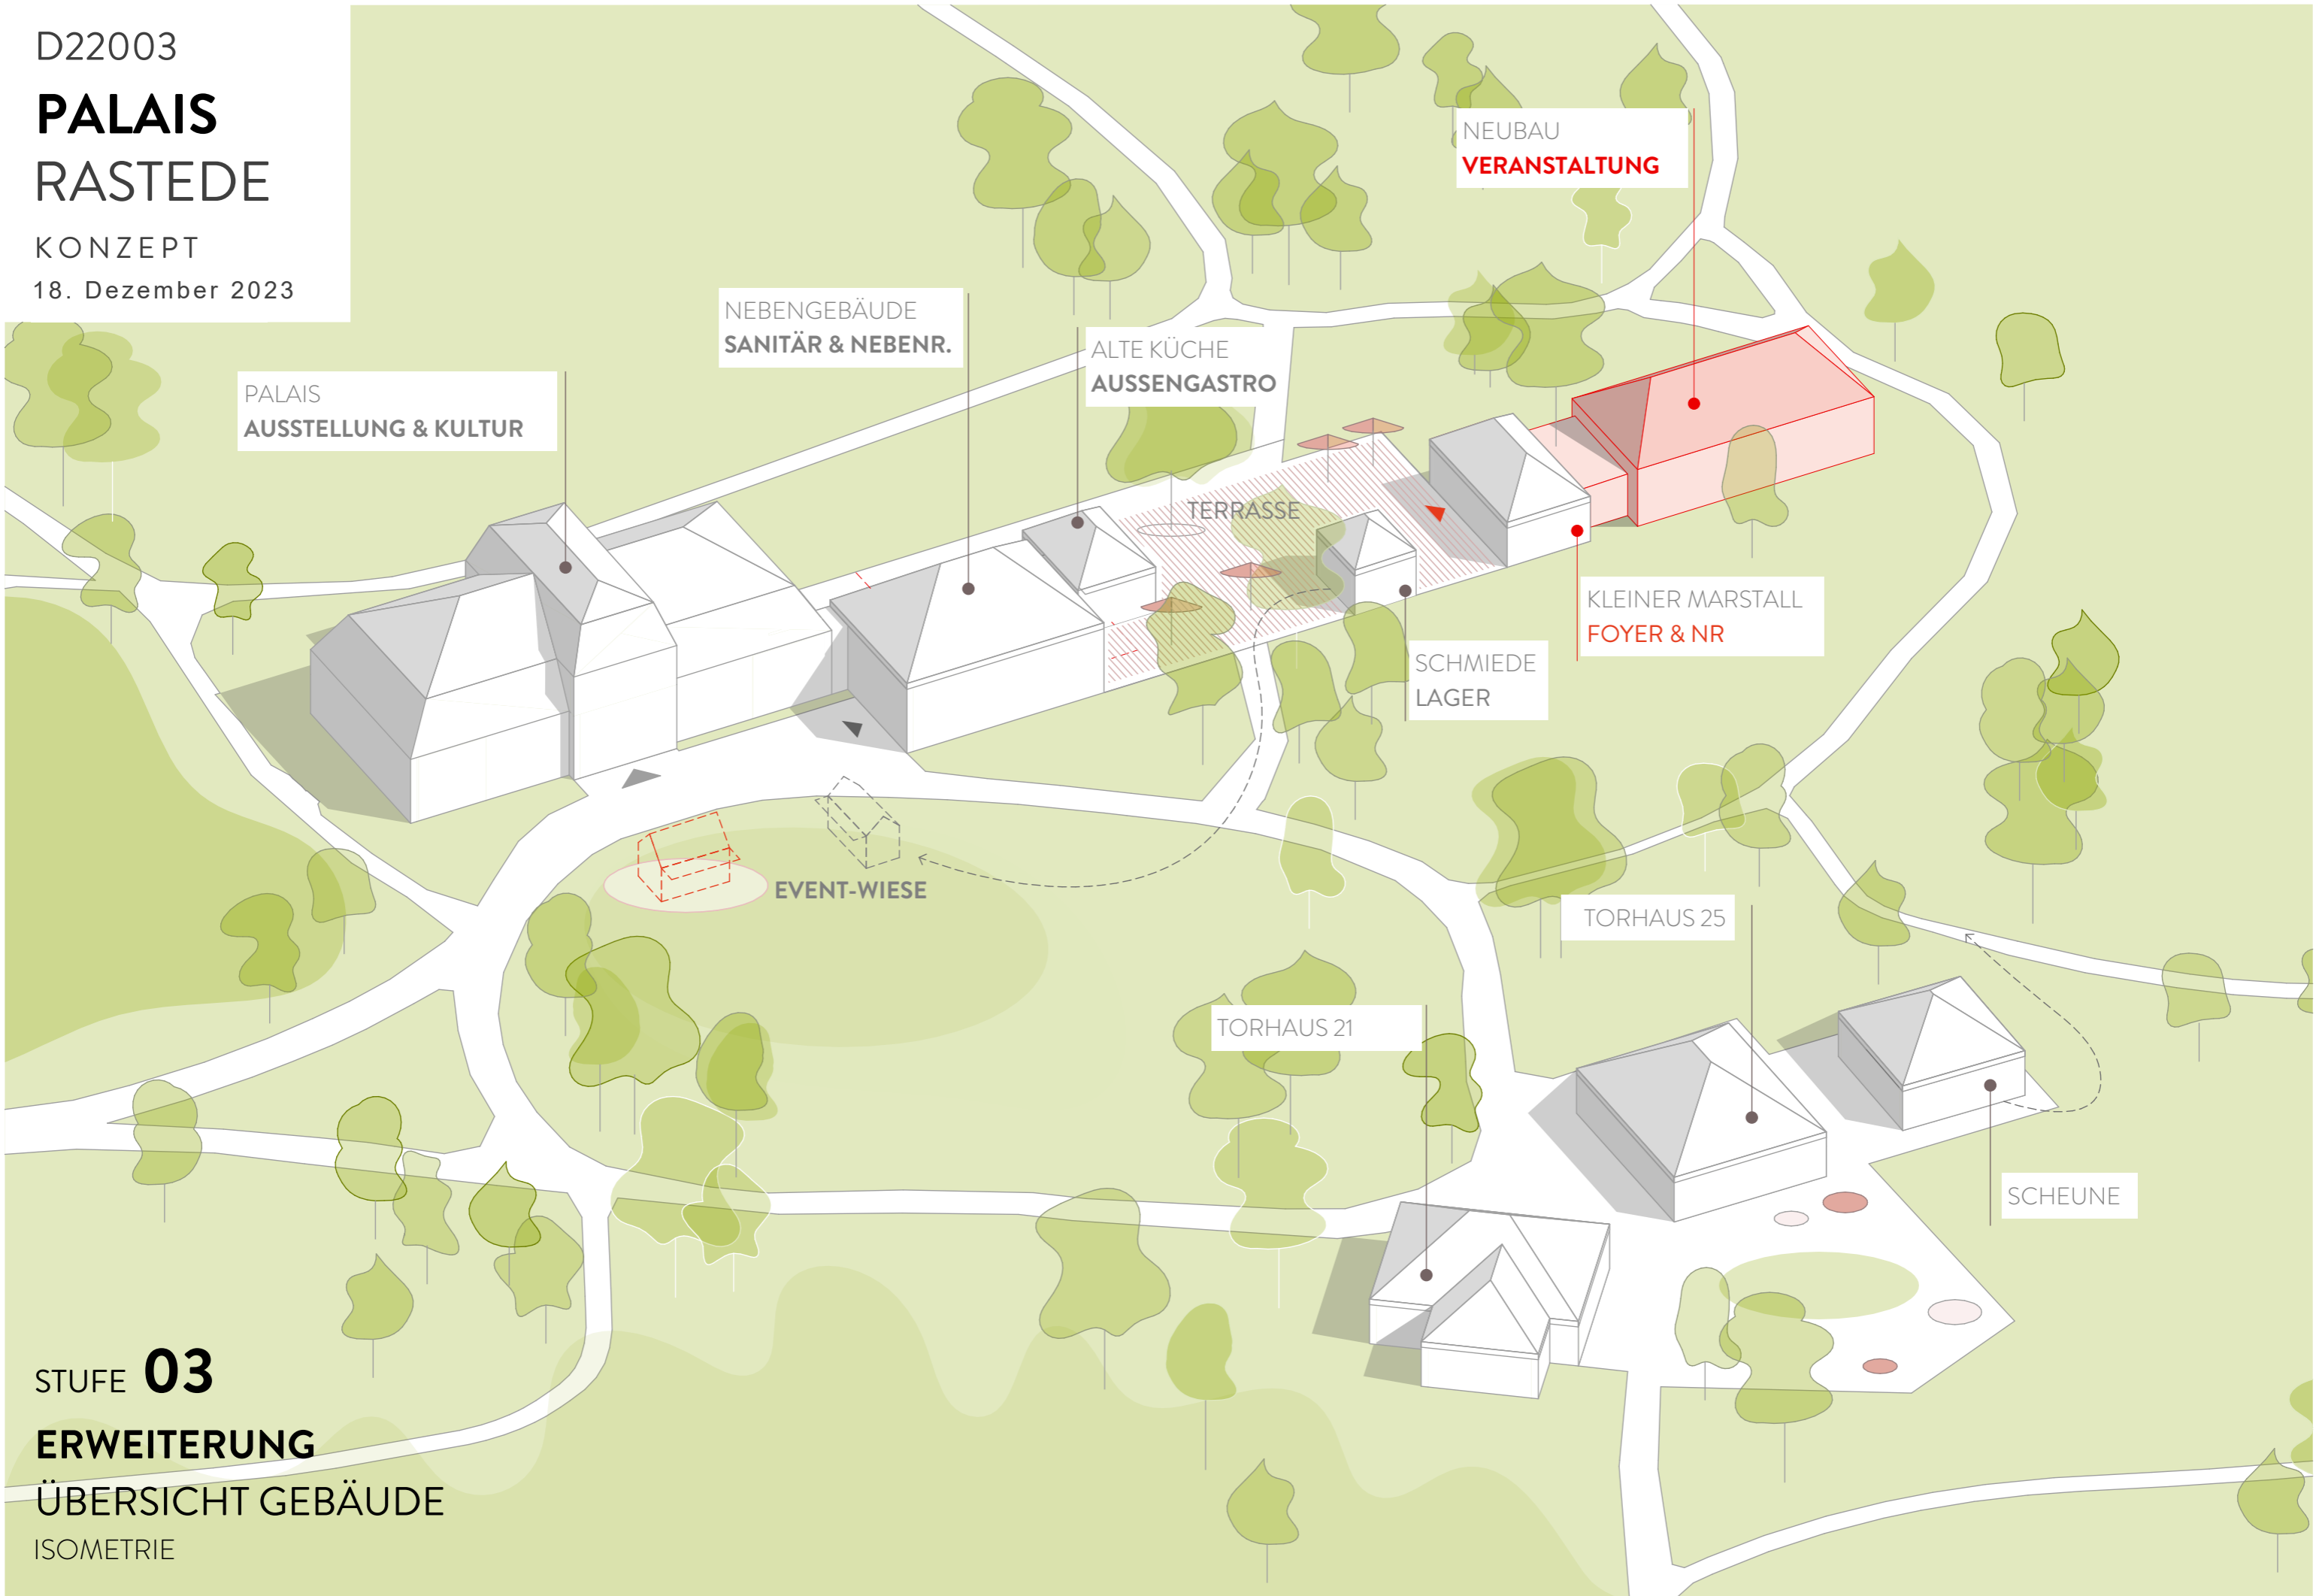 D22003
PALAIS
RASTEDE
KONZEPT
18. Dezember 2023
NEUBAU
VERANSTALTUNG
NEBENGEBÄUDE
SANITÄR & NEBENR.
ALTE KÜCHE
AUSSENGASTRO
PALAIS
AUSSTELLUNG & KULTUR
TERRASSE
KLEINER MARSTALL
FOYER & NR
SCHMIEDE
LAGER
EVENT-WIESE
TORHAUS 25
TORHAUS 21
SCHEUNE
STUFE 03
ERWEITERUNG
ÜBERSICHT GEBÄUDE
ISOMETRIE